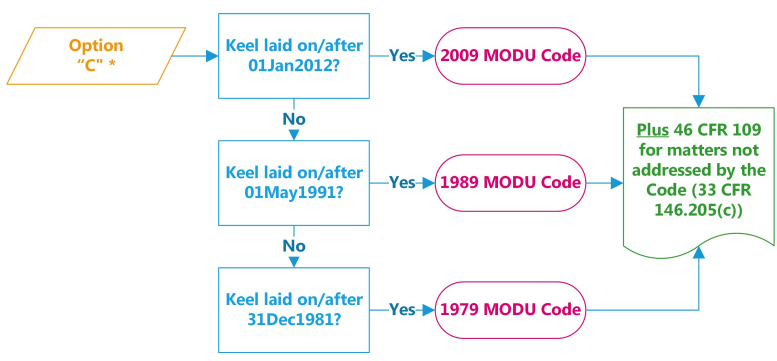 Option
“C" *
Keel laid on/after
01Jan2012?
Yes
2009 MODU Code
No
Plus 46 CFR 109
for matters not
addressed by the
Code (33 CFR
146.205(c))
Keel laid on/after
01May1991?
Yes
1989 MODU Code
No
Keel laid on/after
31Dec1981?
Yes
1979 MODU Code